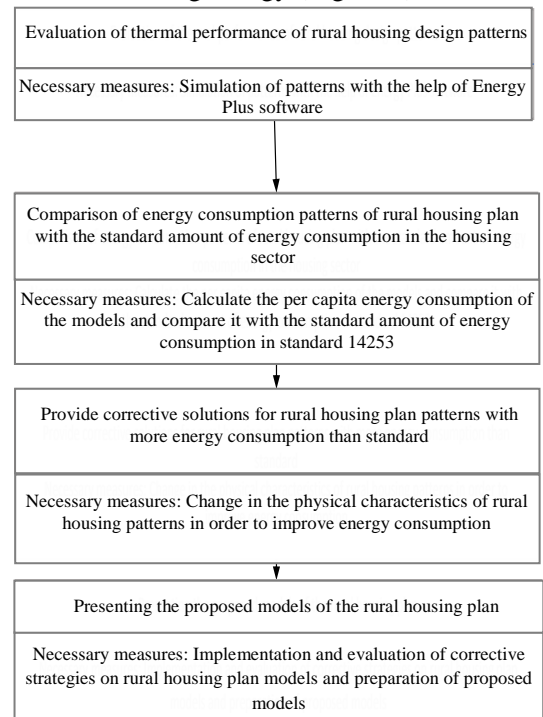 Evaluation of thermal performance of rural housing design patterns
Necessary measures: Simulation of patterns with the help of Energy
Plus software
Comparison of energy consumption patterns of rural housing plan
with the standard amount of energy consumption in the housing
sector
Necessary measures: Calculate the per capita energy consumption of
the models and compare it with the standard amount of energy
consumption in standard 14253
Provide corrective solutions for rural housing plan patterns with
more energy consumption than standard
Necessary measures: Change in the physical characteristics of rural
housing patterns in order to improve energy consumption
Presenting the proposed models of the rural housing plan
Necessary measures: Implementation and evaluation of corrective
strategies on rural housing plan models and preparation of proposed
models